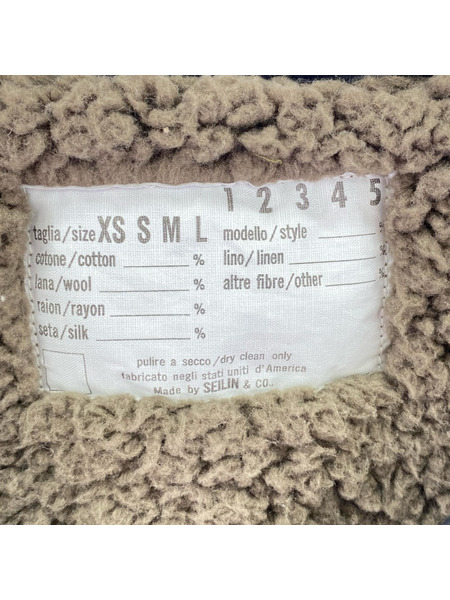 1 2 3 4 5
taglia/size XS S M L modello/style %
cotone/cotton % lino/linen %
lana/wool % altre fibre/other %
raion/rayon %
seta/silk %
pulire a secco/dry clean only
fabricato negli stati uniti d'America
Made by SEILIN & CO.